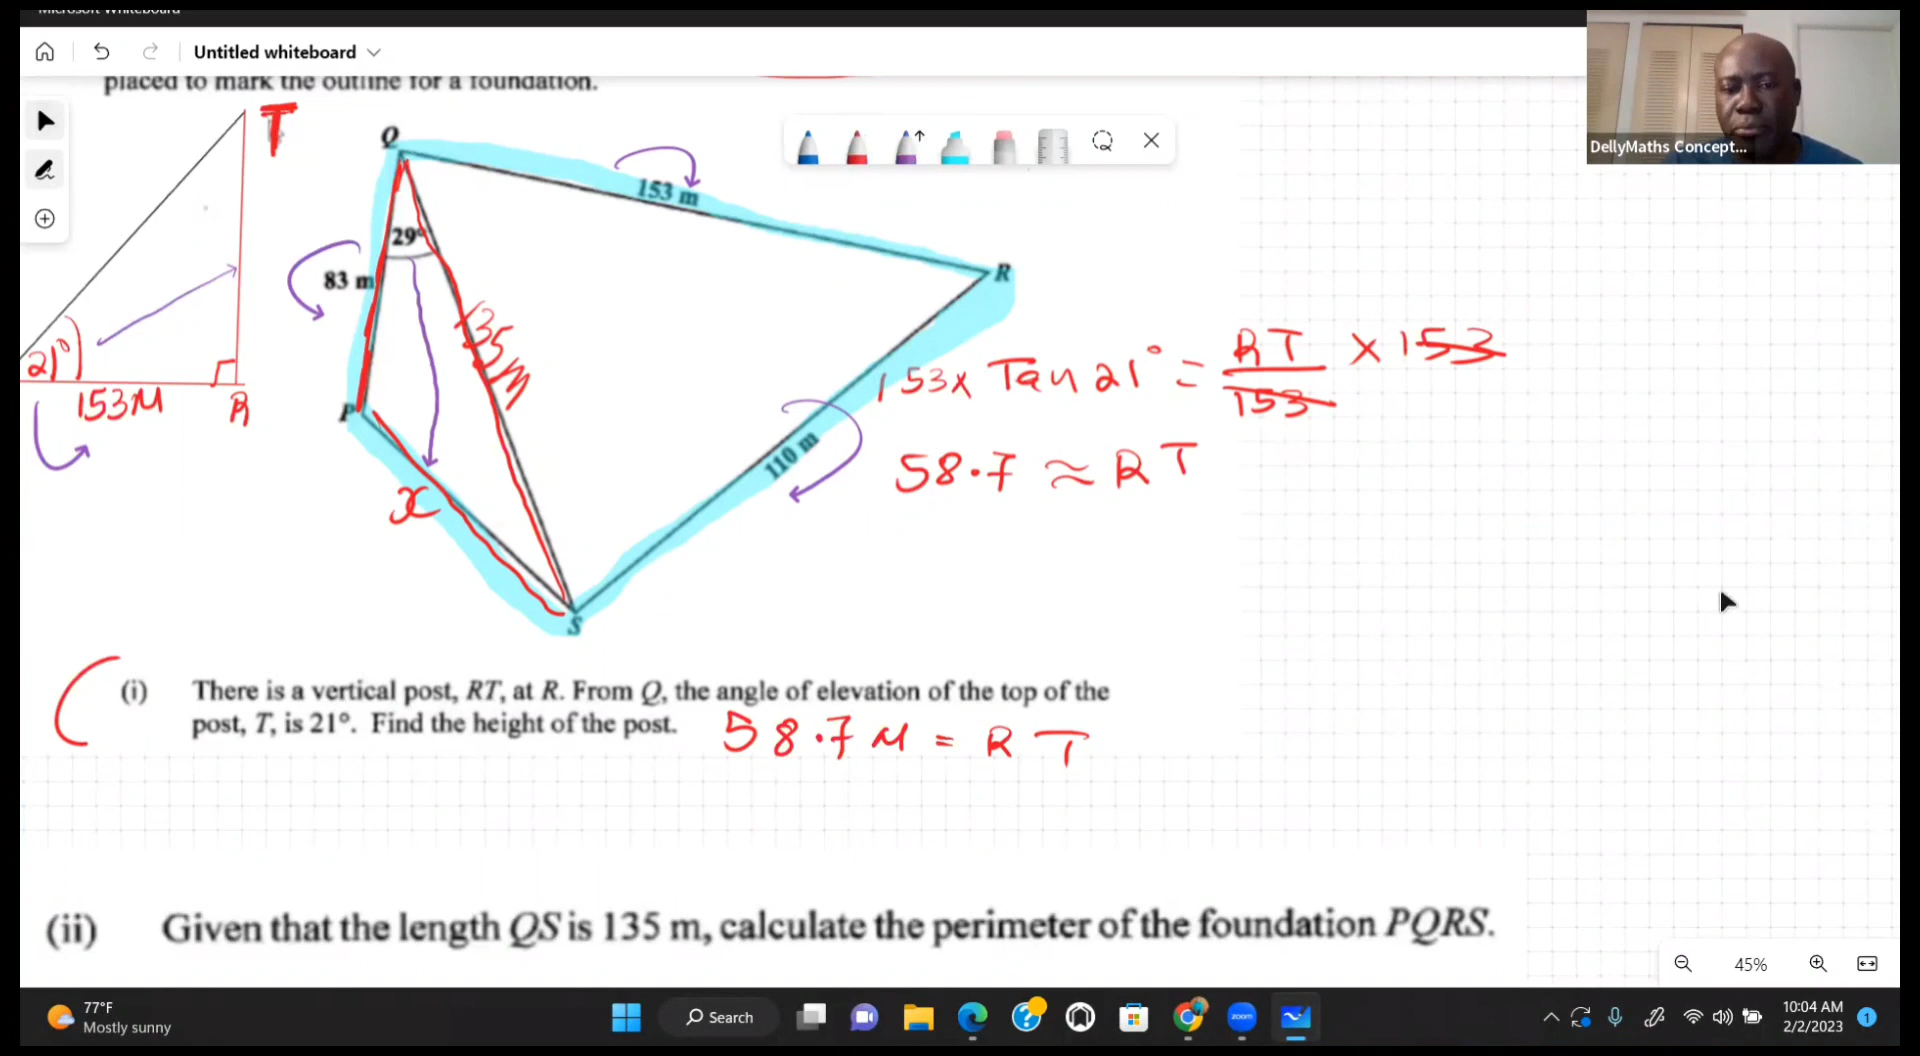 Untitled whiteboard
DellyMaths Concept...
placed to mark the outline for a foundation.
T
Q
153 m
29°
83 m
R
21°
153M
R
P
135M
153x Tan 21° = RT/153 x 153
110 m
58.7 ≈ RT
x
S
(i) There is a vertical post, RT, at R. From Q, the angle of elevation of the top of the
post, T, is 21°. Find the height of the post. 58.7M = RT
(ii) Given that the length QS is 135 m, calculate the perimeter of the foundation PQRS.
45%
77°F
Mostly sunny
Search
zoom
10:04 AM
2/2/2023
1